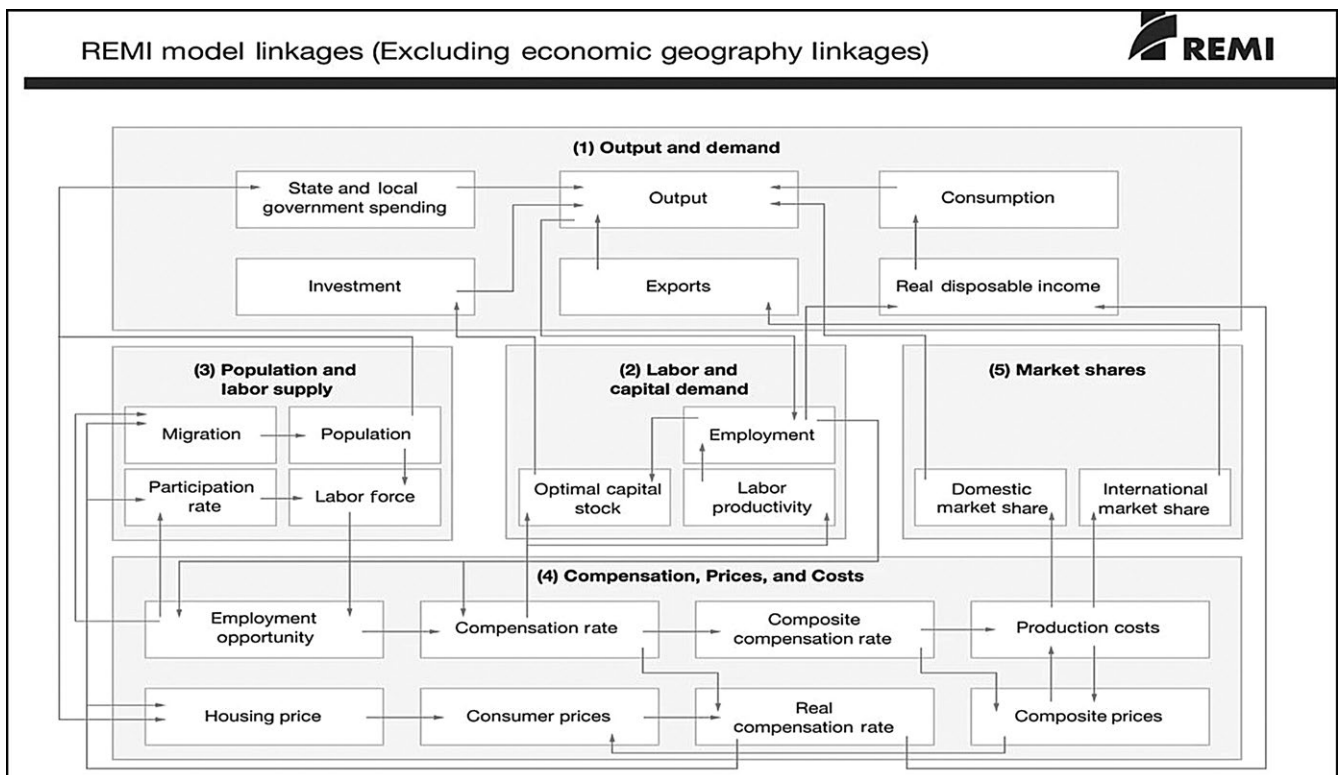 REMI model linkages (Excluding economic geography linkages)
REMI
(1) Output and demand
State and local
government spending
Output
Consumption
Investment
Exports
Real disposable income
(3) Population and
labor supply
Migration
Population
Participation
rate
Labor force
(2) Labor and
capital demand
Employment
Optimal capital
stock
Labor
productivity
(5) Market shares
Domestic
market share
International
market share
(4) Compensation, Prices, and Costs
Employment
opportunity
Compensation rate
Composite
compensation rate
Production costs
Housing price
Consumer prices
Real
compensation rate
Composite prices